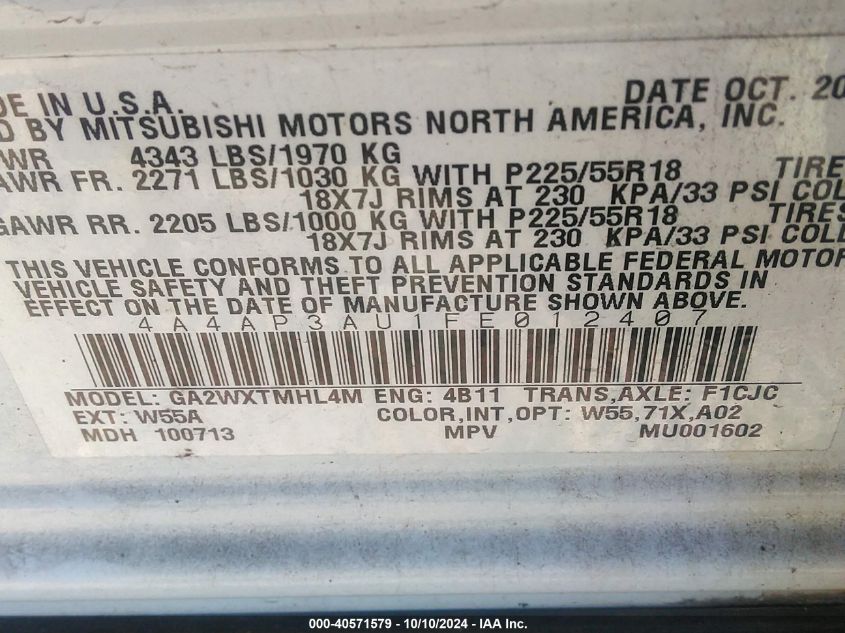 DE IN U.S.A. DATE OCT. 20
D BY MITSUBISHI MOTORS NORTH AMERICA, INC.
WR 4343 LBS/1970 KG
AWR FR. 2271 LBS/1030 KG WITH P225/55R18 TIRE
18X7J RIMS AT 230 KPA/33 PSI COL
GAWR RR. 2205 LBS/1000 KG WITH P225/55R18 TIRES
18X7J RIMS AT 230 KPA/33 PSI COLD
THIS VEHICLE CONFORMS TO ALL APPLICABLE FEDERAL MOTOR
VEHICLE SAFETY AND THEFT PREVENTION STANDARDS IN
EFFECT ON THE DATE OF MANUFACTURE SHOWN ABOVE.
4A4AP3AU1FE012407
MODEL: GA2WXTMHL4M ENG: 4B11 TRANS,AXLE: F1CJC
EXT: W55A COLOR,INT,OPT: W55,71X,A02
MDH 100713 MPV MU001602
000-40571579 - 10/10/2024 - IAA Inc.